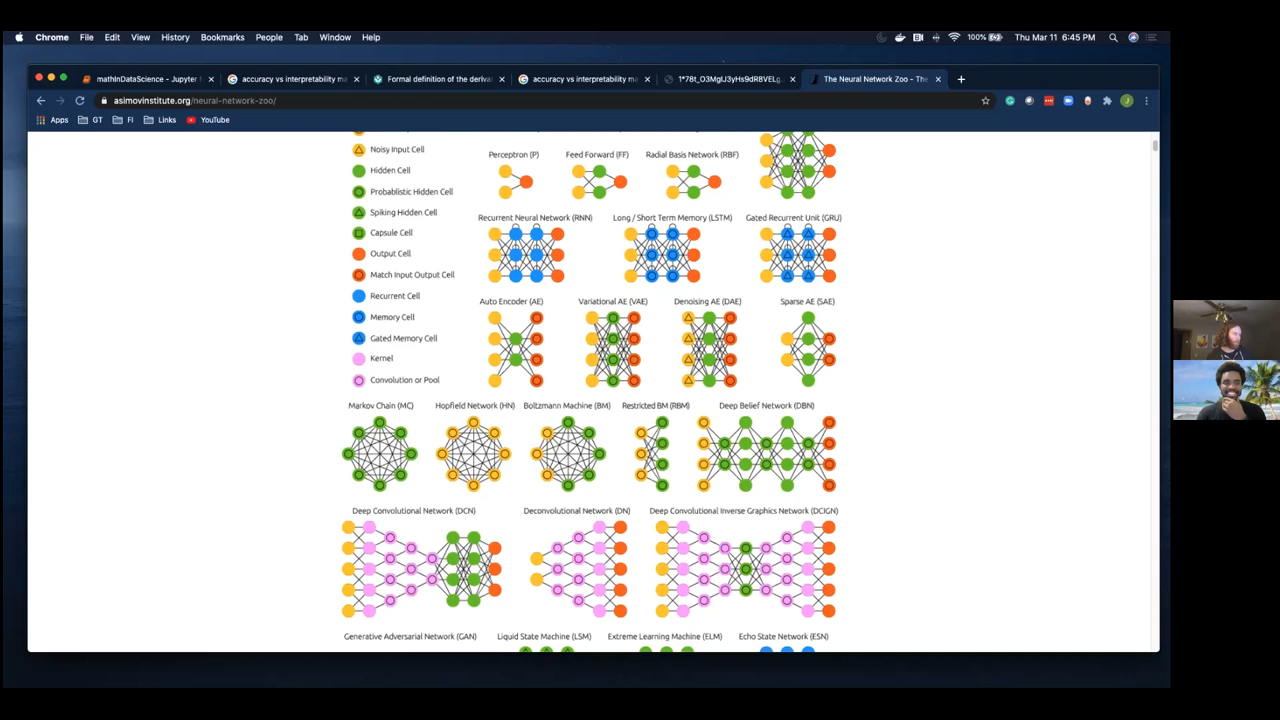 Chrome File Edit View History Bookmarks People Tab Window Help 100% Thu Mar 11 6:45 PM
mathInDataScience - Jupyter N accuracy vs interpretability ma Formal definition of the deriva accuracy vs interpretability ma 1*78t_O3MglJ3yHs9dR8VELg. The Neural Network Zoo - The
asimovinstitute.org/neural-network-zoo/
Apps GT FI Links YouTube
Noisy Input Cell
Hidden Cell
Probablistic Hidden Cell
Spiking Hidden Cell
Capsule Cell
Output Cell
Match Input Output Cell
Recurrent Cell
Memory Cell
Gated Memory Cell
Kernel
Convolution or Pool
Perceptron (P) Feed Forward (FF) Radial Basis Network (RBF)
Recurrent Neural Network (RNN) Long / Short Term Memory (LSTM) Gated Recurrent Unit (GRU)
Auto Encoder (AE) Variational AE (VAE) Denoising AE (DAE) Sparse AE (SAE)
Markov Chain (MC) Hopfield Network (HN) Boltzmann Machine (BM) Restricted BM (RBM) Deep Belief Network (DBN)
Deep Convolutional Network (DCN) Deconvolutional Network (DN) Deep Convolutional Inverse Graphics Network (DCIGN)
Generative Adversarial Network (GAN) Liquid State Machine (LSM) Extreme Learning Machine (ELM) Echo State Network (ESN)